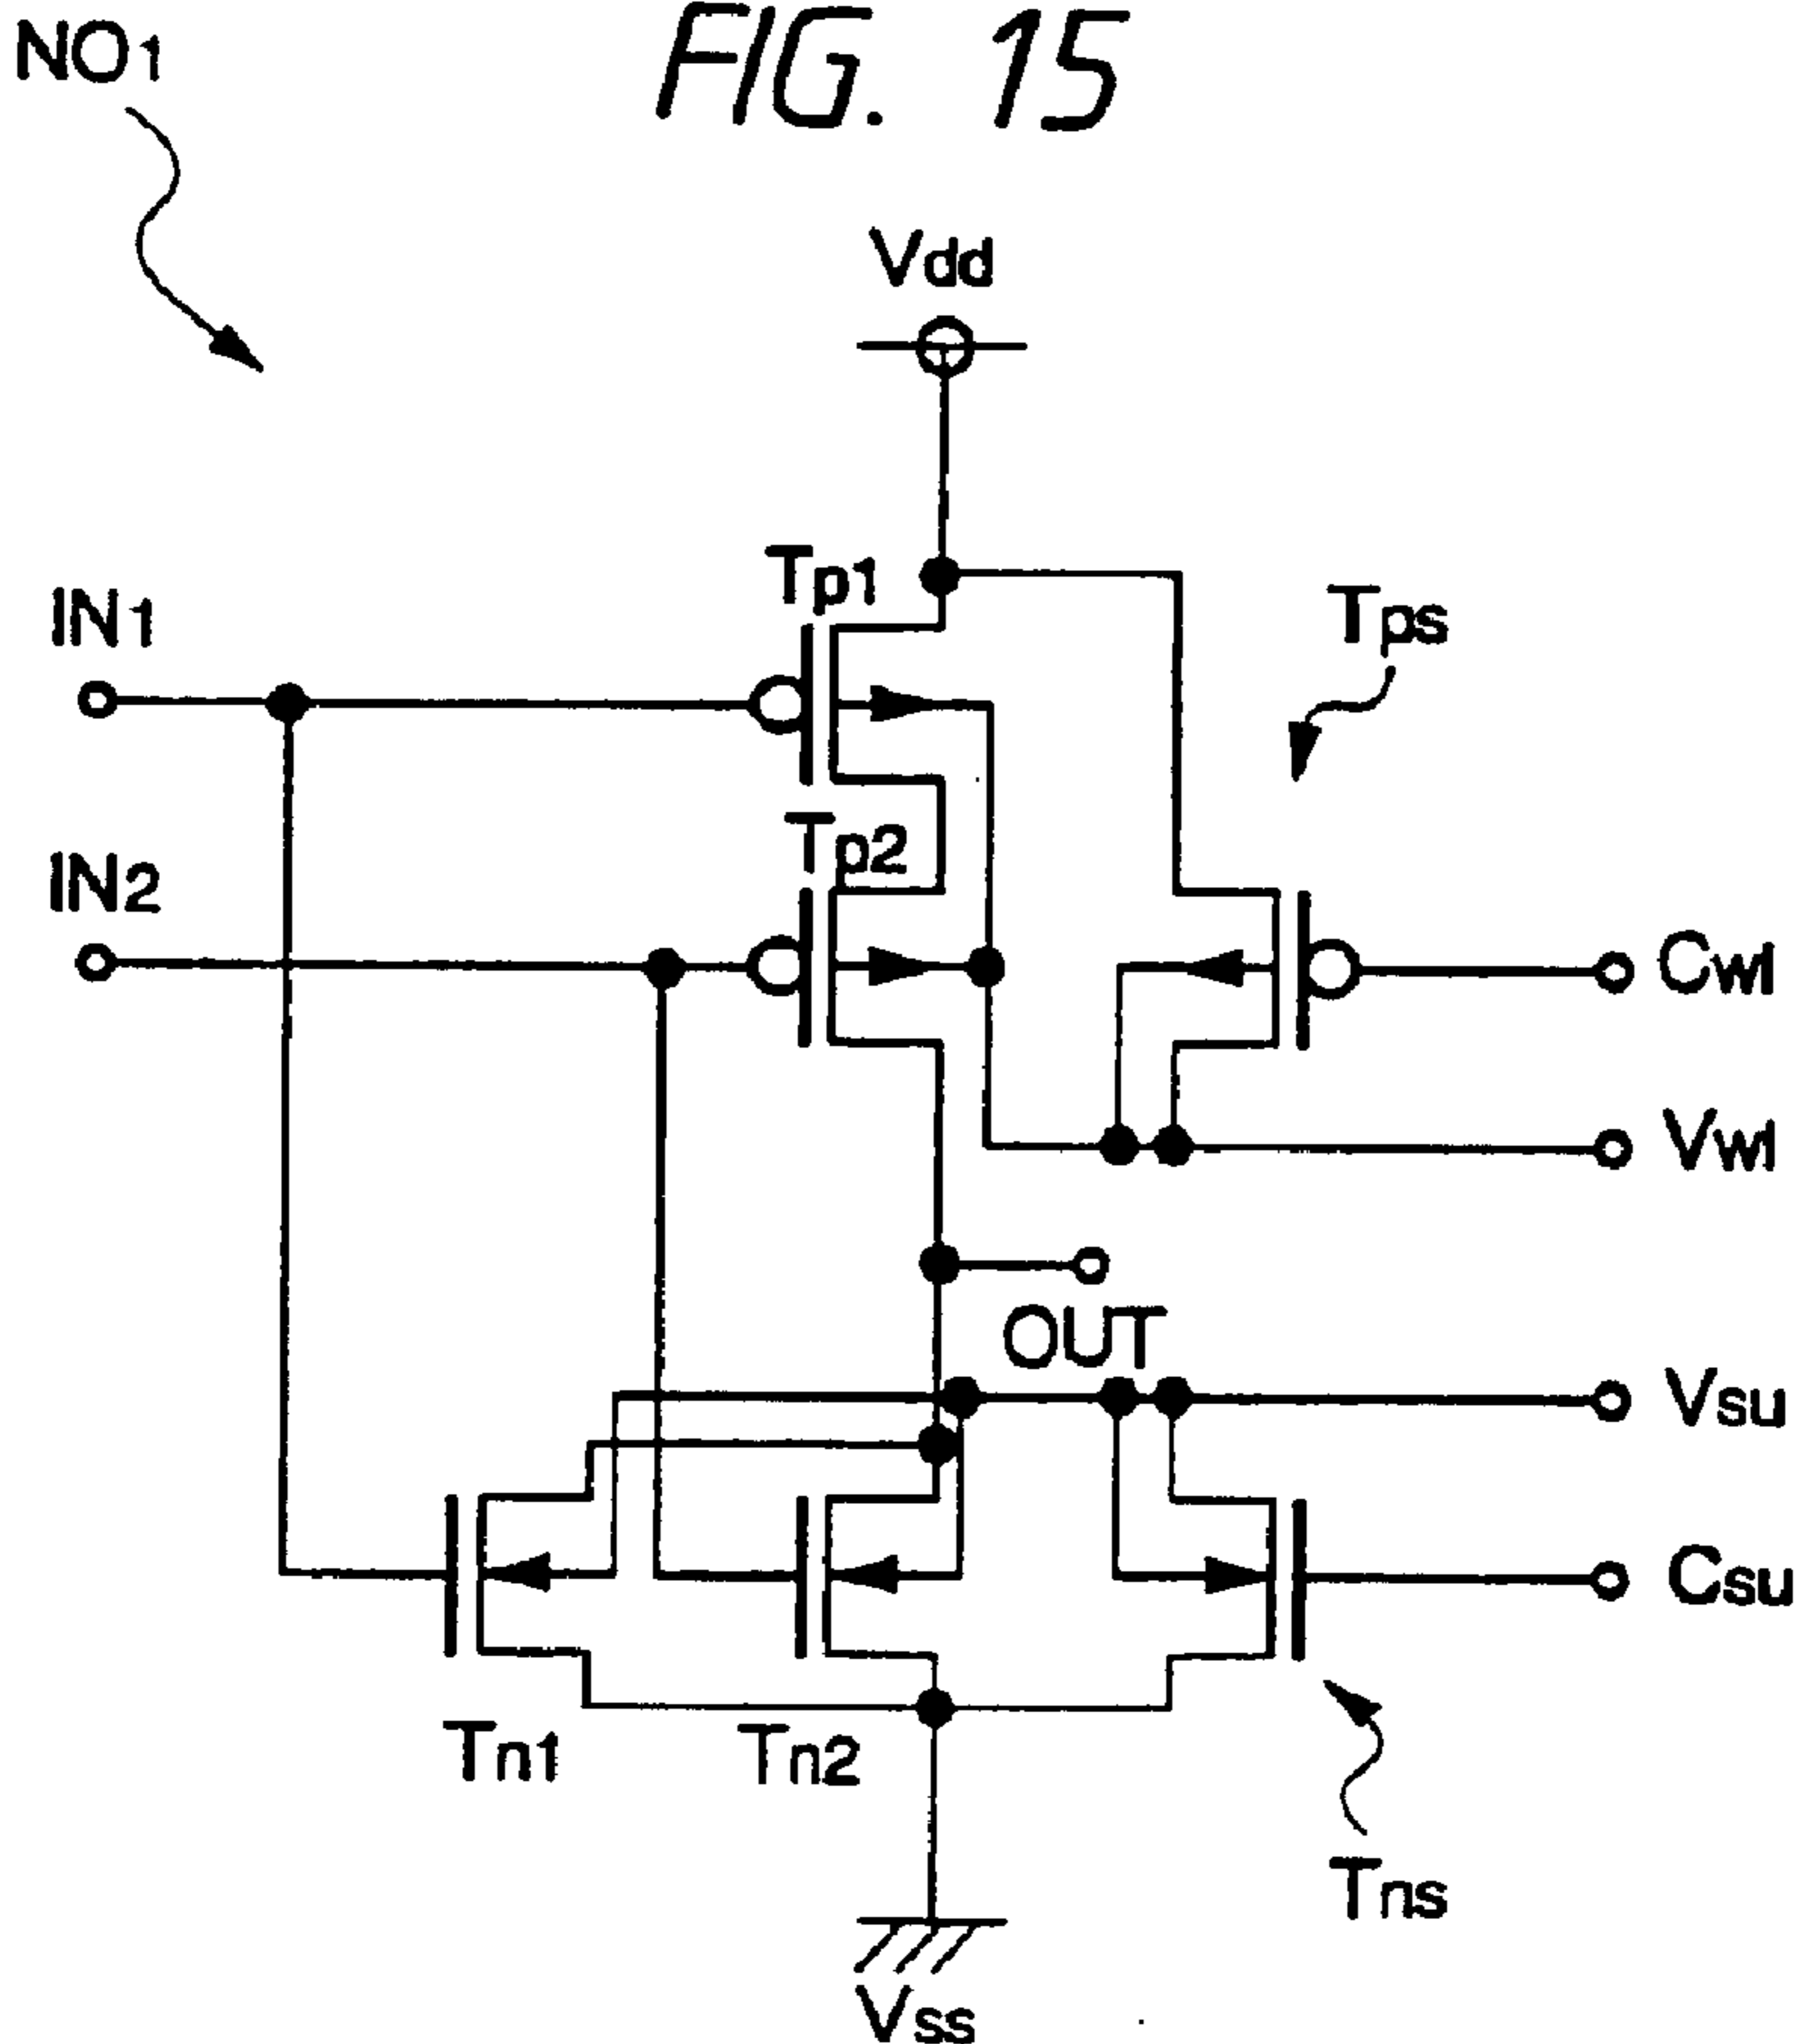 NO1
FIG. 15
Vdd
Tp1
IN1
Tps
Tp2
IN2
Cwl
Vwl
OUT
Vsu
Csu
Tn1
Tn2
Tns
Vss